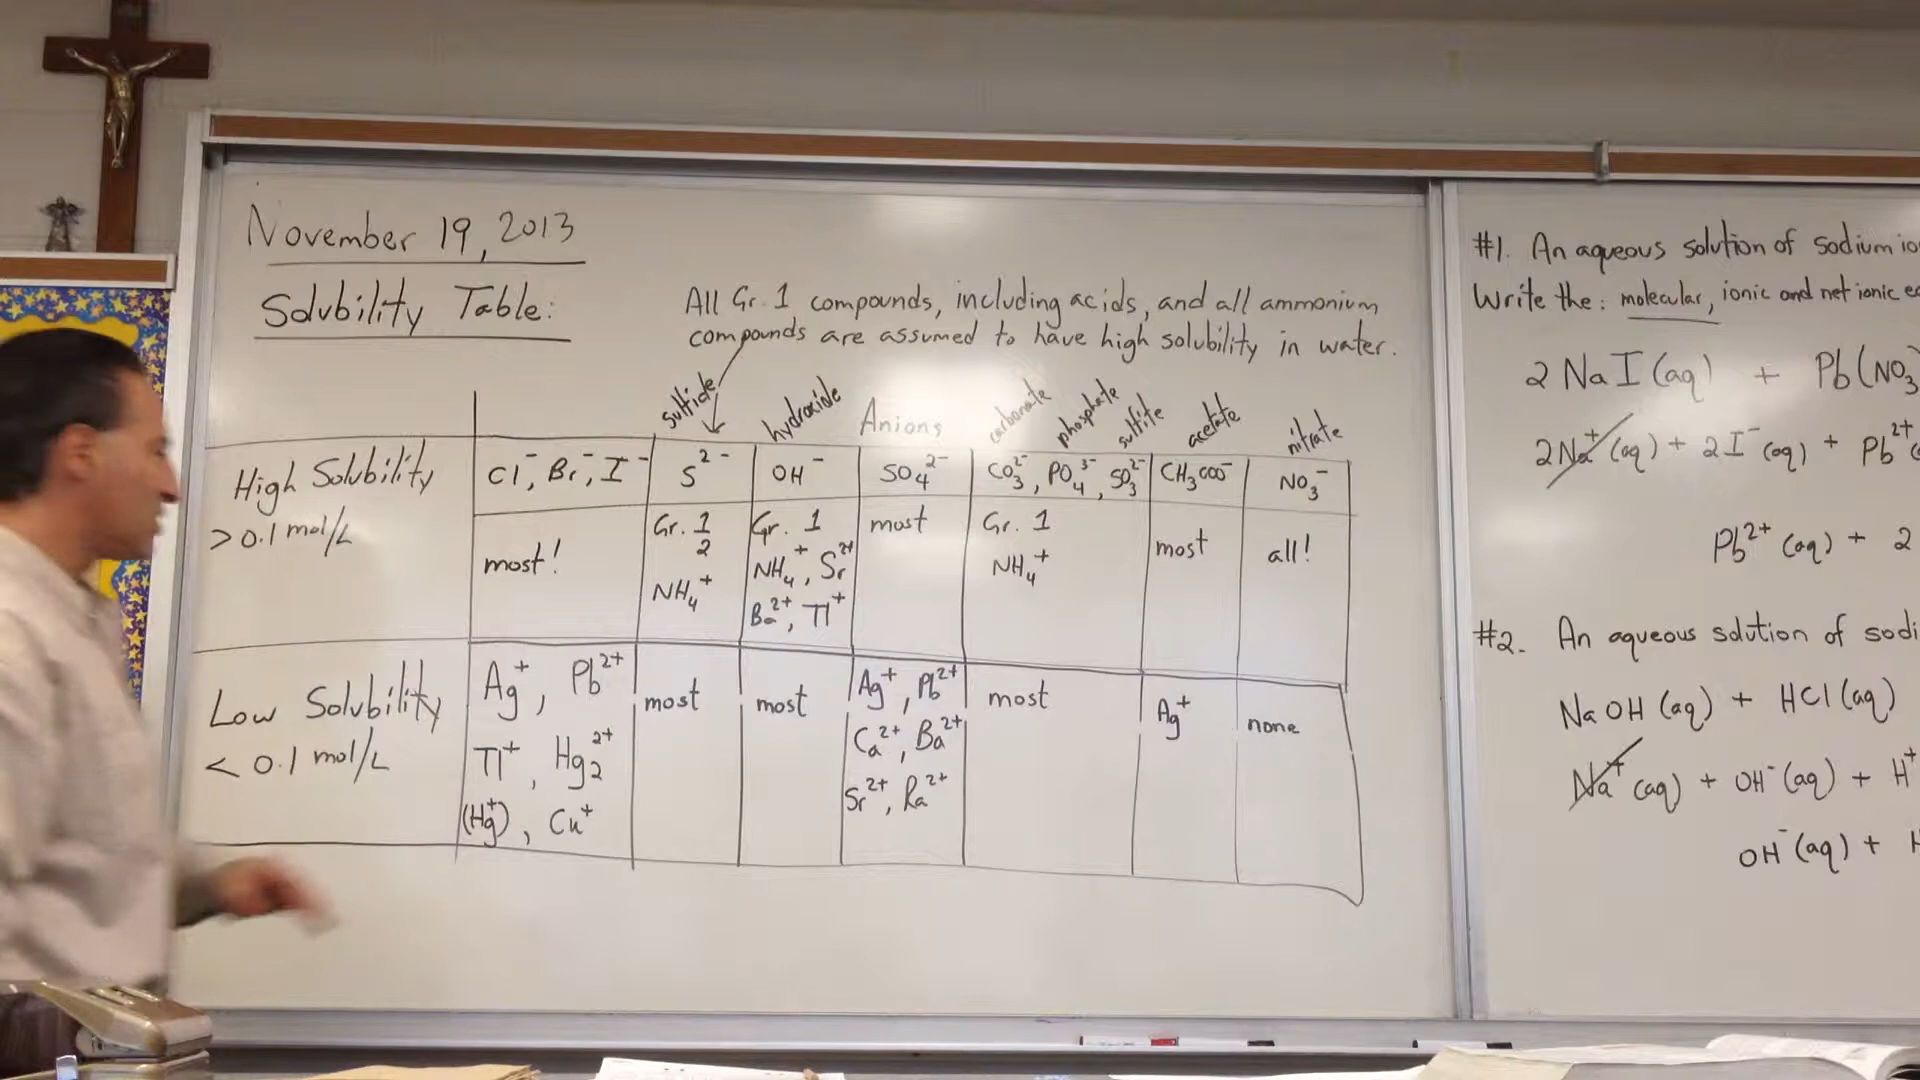 November 19, 2013
Solubility Table:
All Gr. 1 compounds, including acids, and all ammonium
compounds are assumed to have high solubility in water.
sulfide
hydroxide
Anions
carbonate
phosphate
sulfite
acetate
nitrate
High Solubility
> 0.1 mol/L
Cl⁻, Br⁻, I⁻
S²⁻
OH⁻
SO₄²⁻
CO₃²⁻, PO₄³⁻, SO₃²⁻
CH₃COO⁻
NO₃⁻
most!
Gr. 1
2
NH₄⁺
Gr. 1
NH₄⁺, Sr²⁺
Ba²⁺, Tl⁺
most
Gr. 1
NH₄⁺
most
all!
Low Solubility
< 0.1 mol/L
Ag⁺, Pb²⁺
Tl⁺, Hg₂²⁺
(Hg⁺), Cu⁺
most
most
Ag⁺, Pb²⁺
Ca²⁺, Ba²⁺
Sr²⁺, Ra²⁺
most
Ag⁺
none
#1. An aqueous solution of sodium
Write the: molecular, ionic and net ionic
2 NaI (aq) + Pb(NO₃
2Na⁺ (aq) + 2I⁻ (aq) + Pb²⁺
Pb²⁺ (aq) + 2
#2. An aqueous solution of
NaOH (aq) + HCl (aq)
Na⁺ (aq) + OH⁻ (aq) + H⁺
OH⁻ (aq) + H